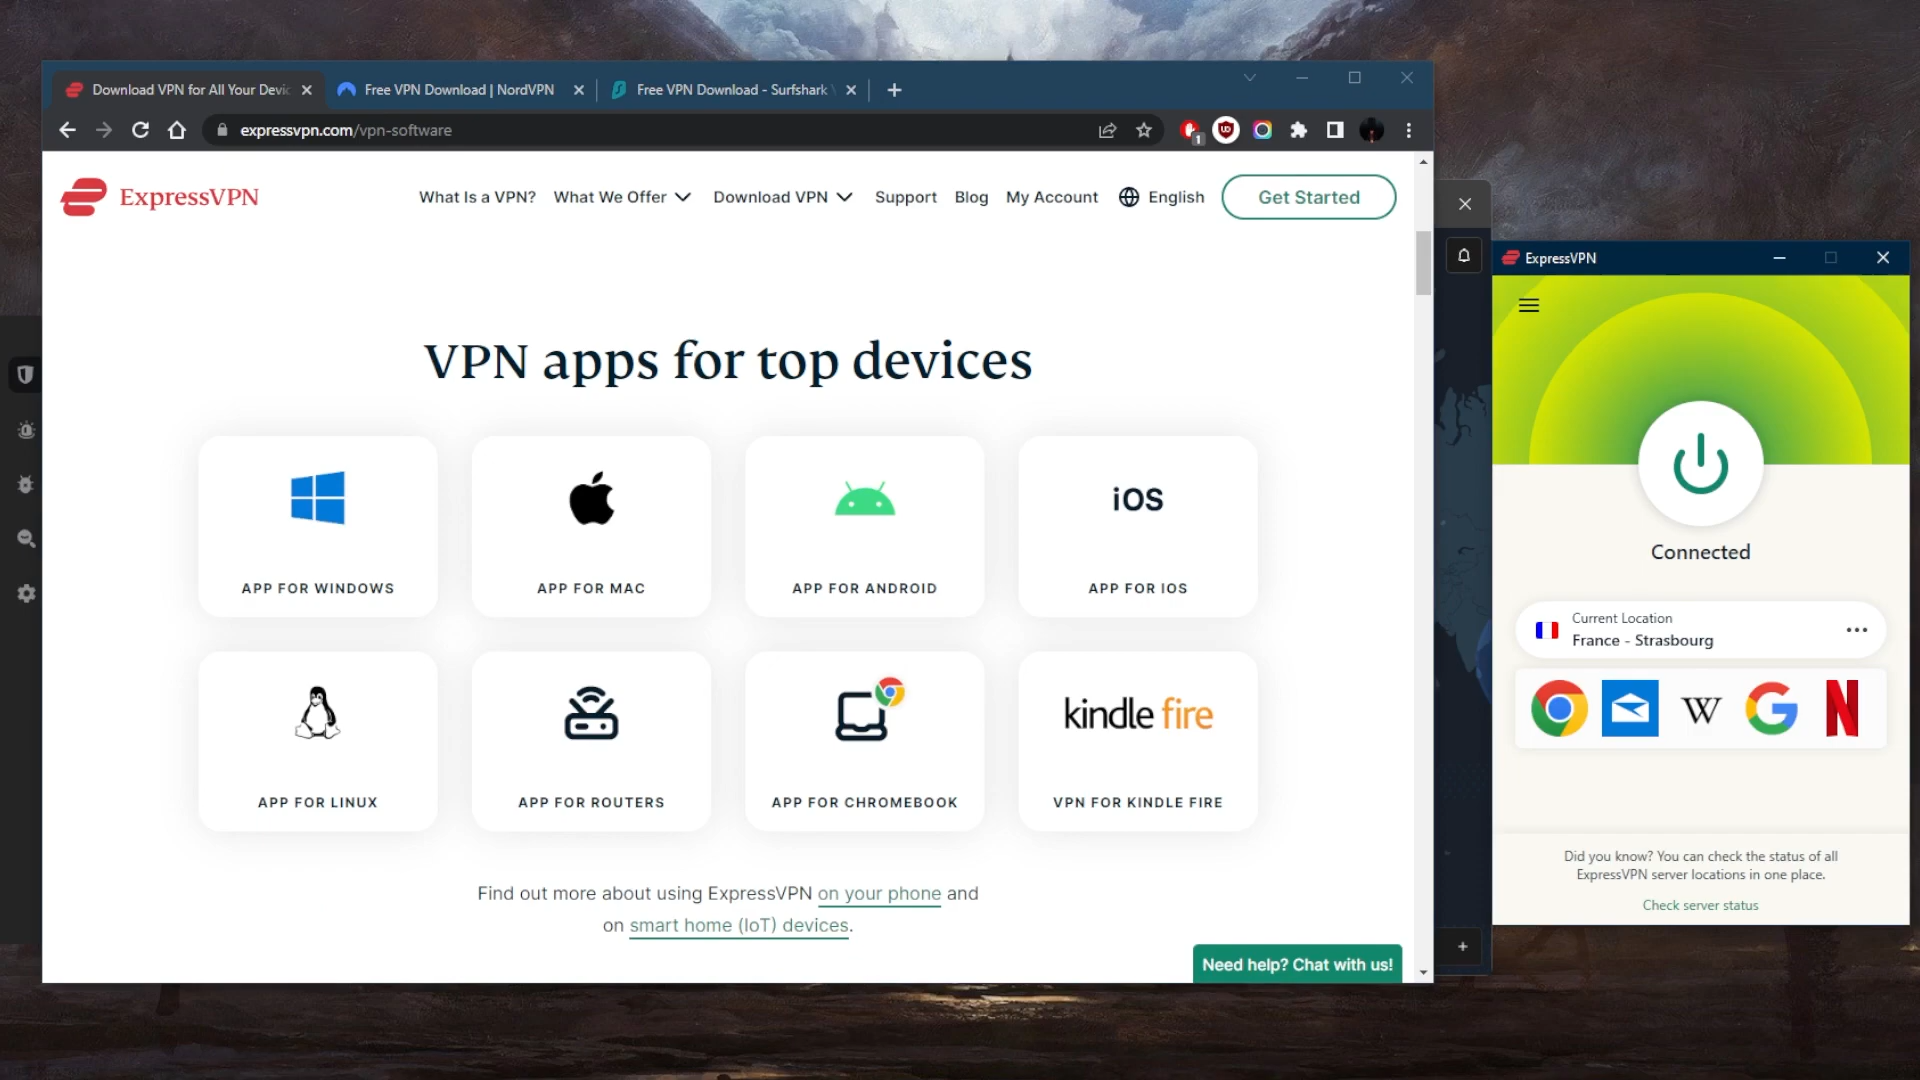 Download VPN for All Your Devic
Free VPN Download | NordVPN
Free VPN Download - Surfshark
expressvpn.com/vpn-software
1
ExpressVPN
What Is a VPN?
What We Offer
Download VPN
Support
Blog
My Account
English
Get Started
VPN apps for top devices
iOS
APP FOR WINDOWS
APP FOR MAC
APP FOR ANDROID
APP FOR IOS
kindle fire
APP FOR LINUX
APP FOR ROUTERS
APP FOR CHROMEBOOK
VPN FOR KINDLE FIRE
Find out more about using ExpressVPN on your phone and
on smart home (IoT) devices.
Need help? Chat with us!
ExpressVPN
Connected
Current Location
France - Strasbourg
Did you know? You can check the status of all
ExpressVPN server locations in one place.
Check server status